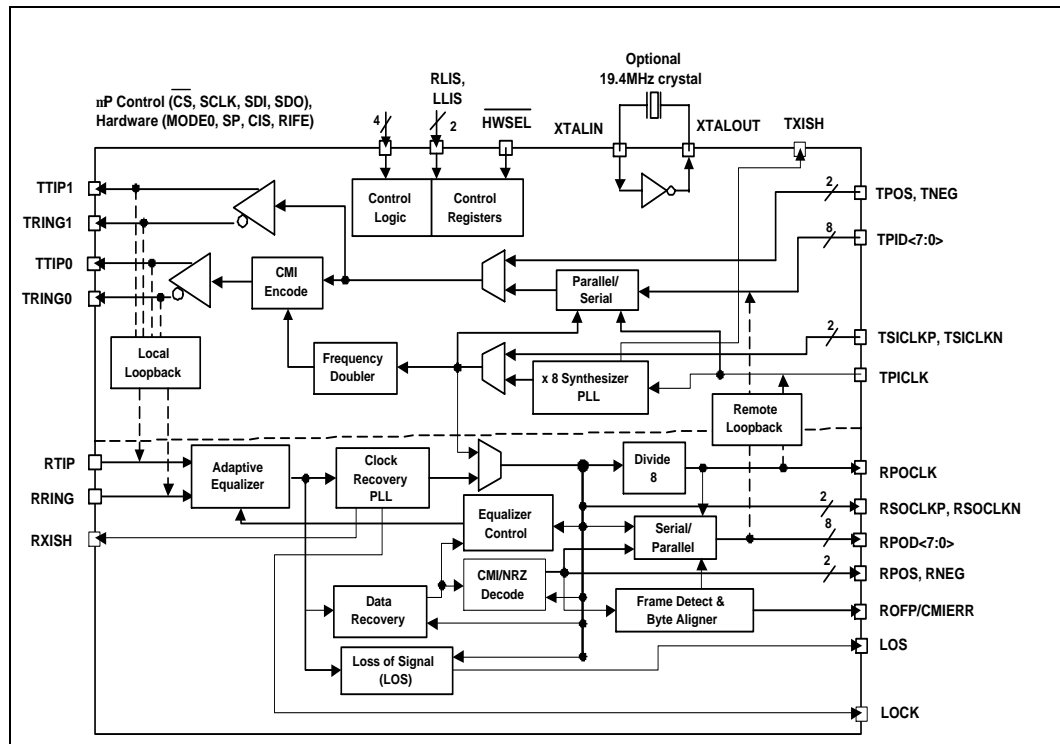 Optional
19.4MHz crystal
RLIS,
LLIS
mP Control (CS, SCLK, SDI, SDO),
Hardware (MODE0, SP, CIS, RIFE)
4
2
HWSEL
XTALIN
XTALOUT
TXISH
TTIP1
TRING1
TTIP0
TRING0
Control
Logic
Control
Registers
2
TPOS, TNEG
8
TPID<7:0>
CMI
Encode
Parallel/
Serial
2
TSICLKP, TSICLKN
Local
Loopback
Frequency
Doubler
x 8 Synthesizer
PLL
TPICLK
Remote
Loopback
RTIP
RRING
RXISH
Adaptive
Equalizer
Clock
Recovery
PLL
Divide
8
RPOCLK
2
RSOCLKP, RSOCLKN
Equalizer
Control
Serial/
Parallel
8
RPOD<7:0>
CMI/NRZ
Decode
2
RPOS, RNEG
Data
Recovery
Frame Detect &
Byte Aligner
ROFP/CMIERR
Loss of Signal
(LOS)
LOS
LOCK